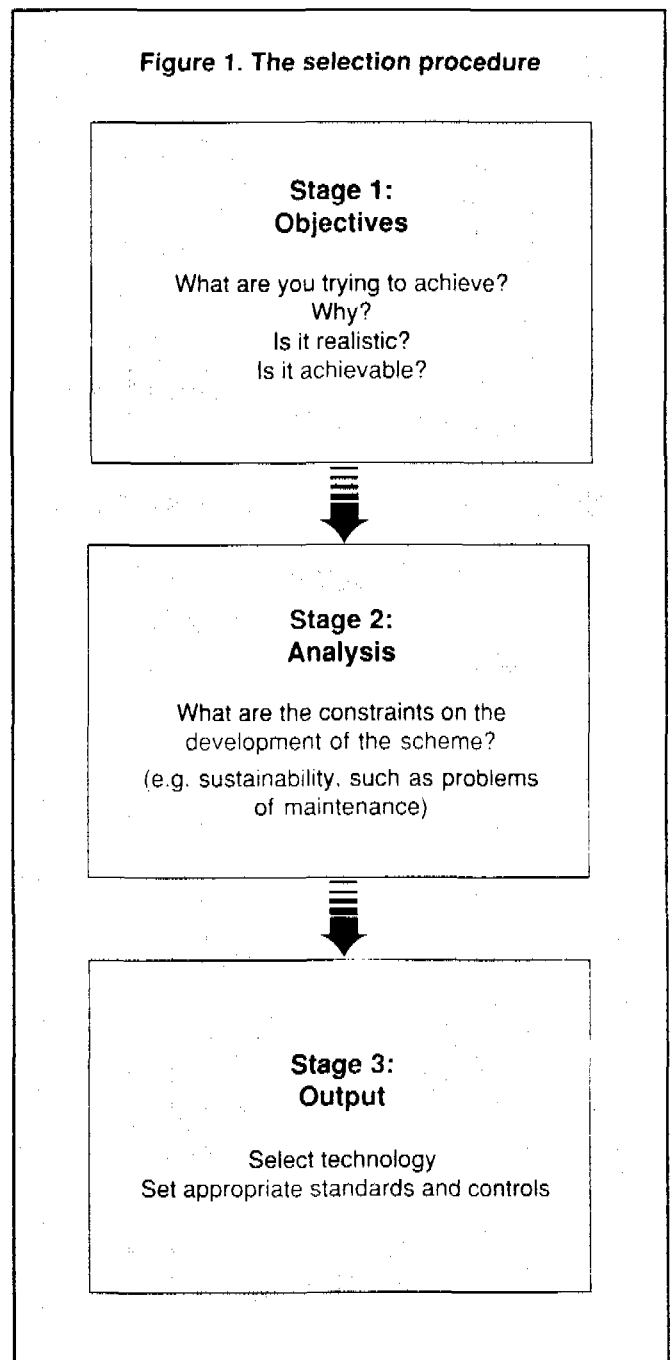 Figure 1. The selection procedure
Stage 1:
Objectives
What are you trying to achieve?
Why?
Is it realistic?
Is it achievable?
Stage 2:
Analysis
What are the constraints on the
development of the scheme?
(e.g. sustainability, such as problems
of maintenance)
Stage 3:
Output
Select technology
Set appropriate standards and controls